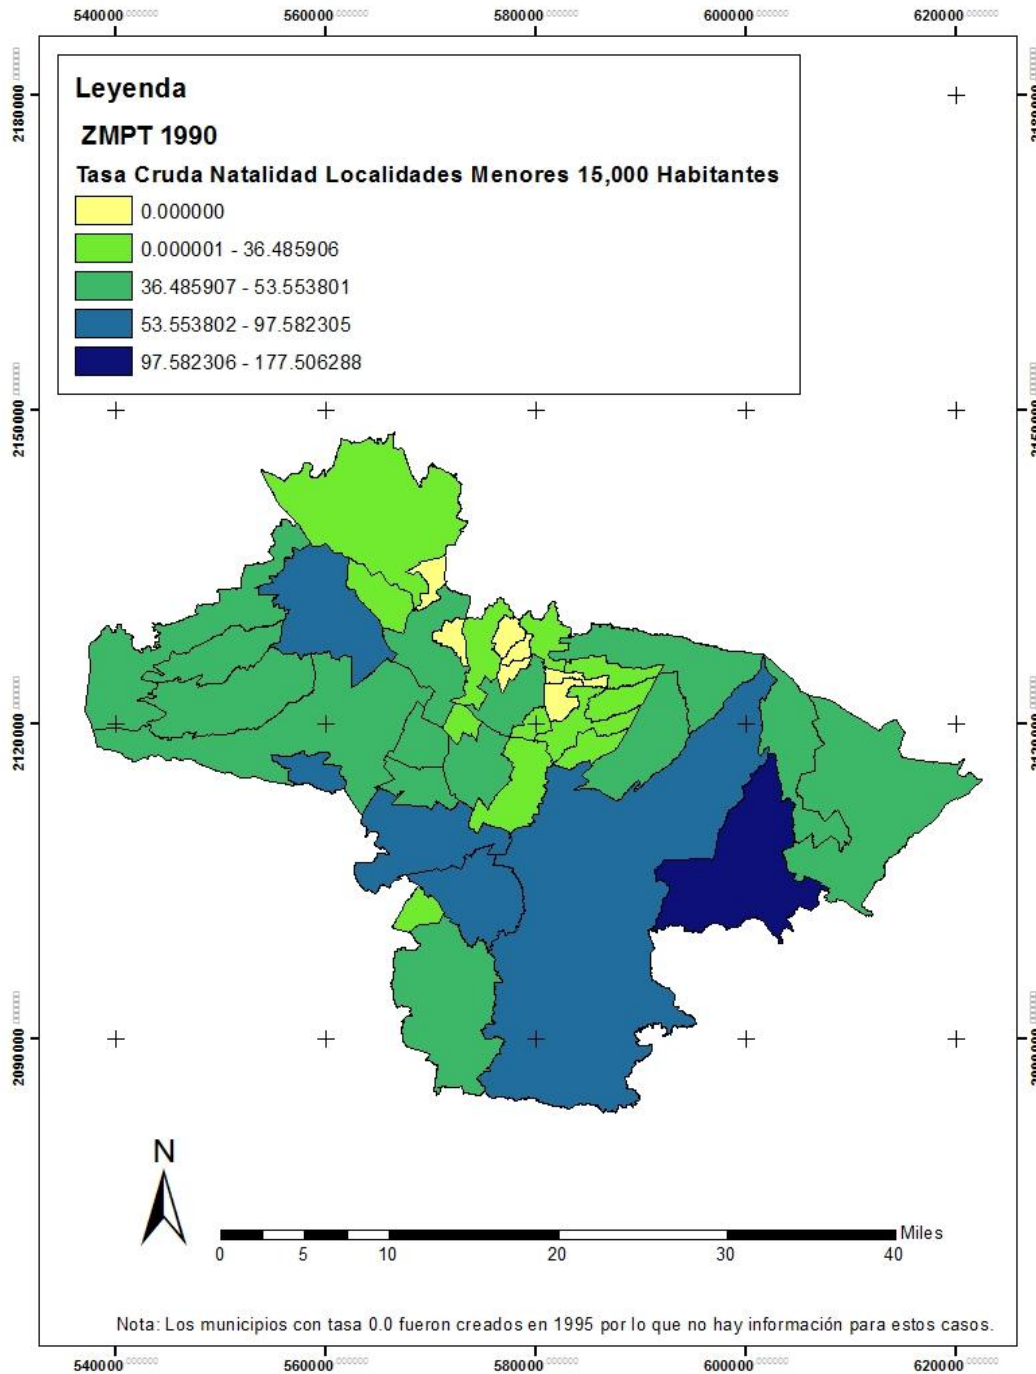 540000 560000 580000 600000 620000
2180000
2150000
2120000
2090000
Leyenda
ZMPT 1990
Tasa Cruda Natalidad Localidades Menores 15,000 Habitantes
0.000000
0.000001 - 36.485906
36.485907 - 53.553801
53.553802 - 97.582305
97.582306 - 177.506288
N
Miles
0 5 10 20 30 40
Nota: Los municipios con tasa 0.0 fueron creados en 1995 por lo que no hay información para estos casos.
540000 560000 580000 600000 620000